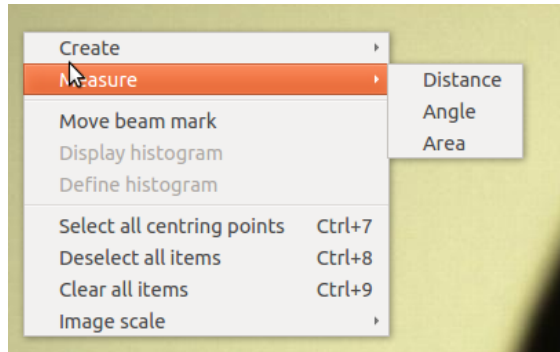 Create
Measure
Distance
Angle
Area
Move beam mark
Display histogram
Define histogram
Select all centring points Ctrl+7
Deselect all items Ctrl+8
Clear all items Ctrl+9
Image scale